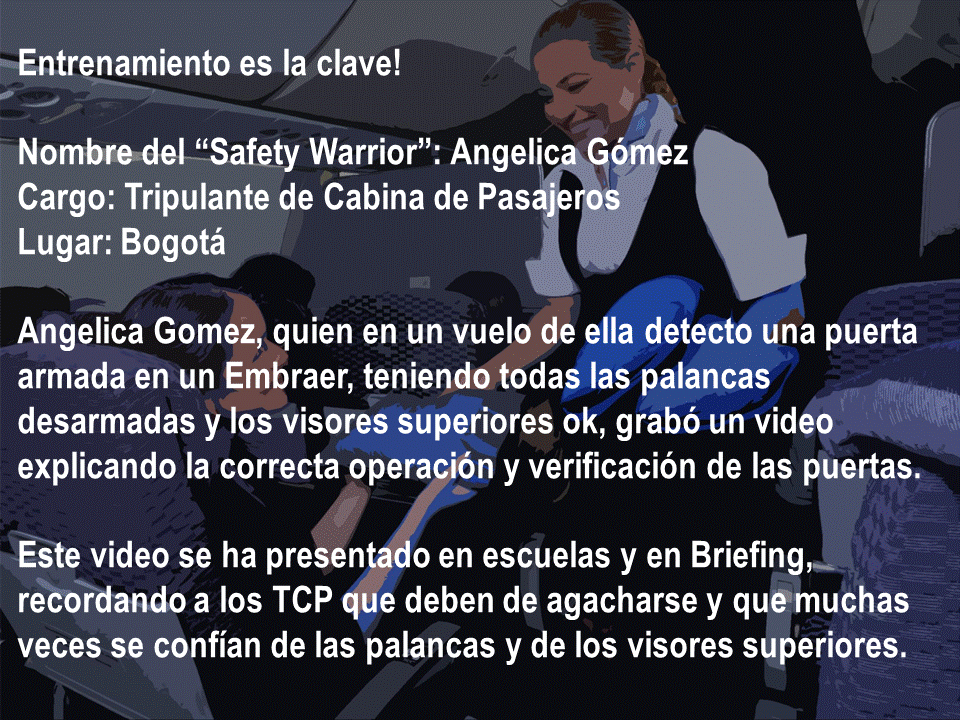 Entrenamiento es la clave!
Nombre del “Safety Warrior”: Angelica Gómez
Cargo: Tripulante de Cabina de Pasajeros
Lugar: Bogotá
Angelica Gomez, quien en un vuelo de ella detecto una puerta
armada en un Embraer, teniendo todas las palancas
desarmadas y los visores superiores ok, grabó un video
explicando la correcta operación y verificación de las puertas.
Este video se ha presentado en escuelas y en Briefing,
recordando a los TCP que deben de agacharse y que muchas
veces se confían de las palancas y de los visores superiores.